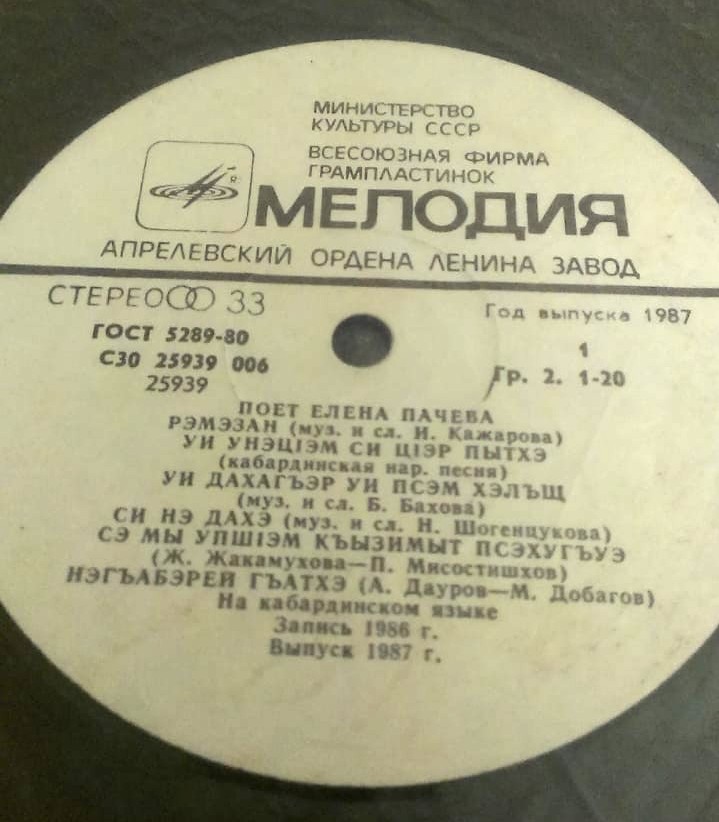 МИНИСТЕРСТВО
КУЛЬТУРЫ СССР
ВСЕСОЮЗНАЯ ФИРМА
ГРАМПЛАСТИНОК
МЕЛОДИЯ
АПРЕЛЕВСКИЙ ОРДЕНА ЛЕНИНА ЗАВОД
СТЕРЕО 33
Год выпуска 1987
ГОСТ 5289-80
С30 25939 006
25939
1
Гр. 2. 1-20
ПОЕТ ЕЛЕНА ПАЧЕВА
РЭМЭЗАН (муз. и сл. И. Кажарова)
УИ УНЭЦIЭМ СИ ЦIЭР ПЫТХЭ
(кабардинская нар. песня)
УИ ДАХАГЪЭР УИ ПСЭМ ХЭЛЪЩ
(муз. и сл. Б. Бахова)
СИ НЭ ДАХЭ (муз. и сл. Н. Шогенцукова)
СЭ МЫ УПШIЭМ КЪЫЗИМЫТ ПСЭХУГЪУЭ
(Ж. Жакамухова—П. Мисостишхов)
НЭГЪАБЭРЕЙ ГЪАТХЭ (А. Дауров—М. Добагов)
На кабардинском языке
Запись 1986 г.
Выпуск 1987 г.